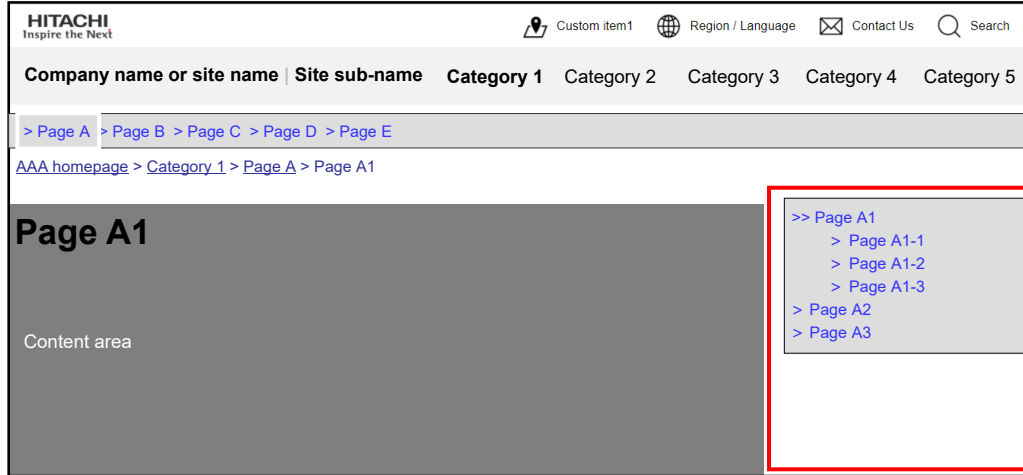 HITACHI
Inspire the Next
Custom item1 Region / Language Contact Us Search
Company name or site name | Site sub-name Category 1 Category 2 Category 3 Category 4 Category 5
> Page A > Page B > Page C > Page D > Page E
AAA homepage > Category 1 > Page A > Page A1
Page A1
Content area
>> Page A1
> Page A1-1
> Page A1-2
> Page A1-3
> Page A2
> Page A3